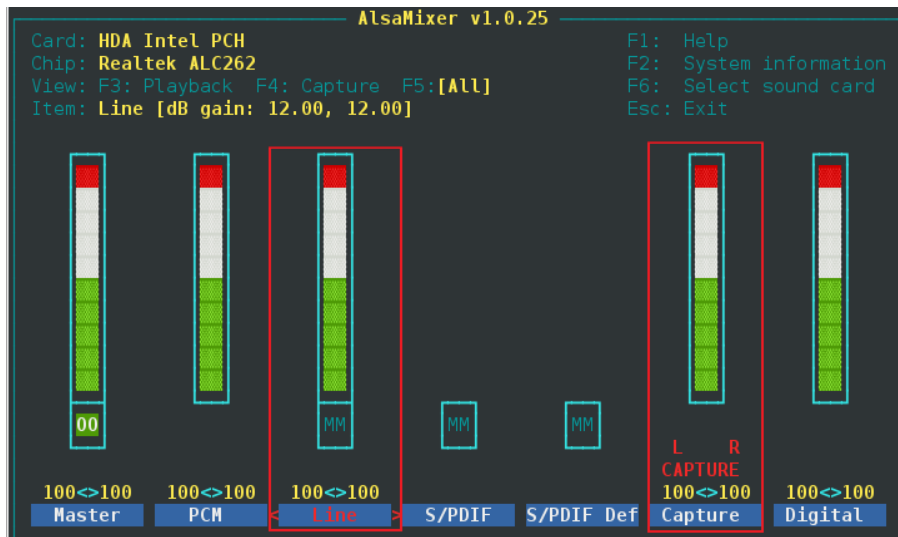 AlsaMixer v1.0.25
Card: HDA Intel PCH F1: Help
Chip: Realtek ALC262 F2: System information
View: F3: Playback F4: Capture F5:[All] F6: Select sound card
Item: Line [dB gain: 12.00, 12.00] Esc: Exit
OO MM MM MM
L R
CAPTURE
100<>100 100<>100 100<>100 100<>100 100<>100
Master PCM < Line > S/PDIF S/PDIF Def Capture Digital